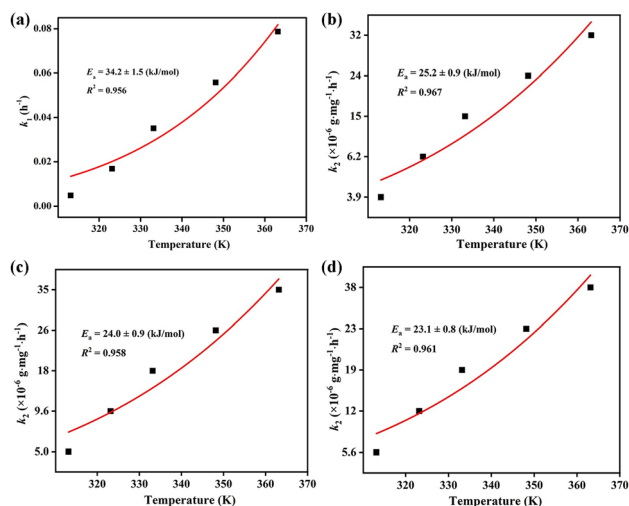 (a)
0.08
0.06
0.04
0.02
0.00
k1 (h⁻¹)
Eₐ = 34.2 ± 1.5 (kJ/mol)
R² = 0.956
320 330 340 350 360 370
Temperature (K)
(b)
32
24
15
6.2
3.9
k₂ (×10⁻⁶ g·mg⁻¹·h⁻¹)
Eₐ = 25.2 ± 0.9 (kJ/mol)
R² = 0.967
320 330 340 350 360 370
Temperature (K)
(c)
35
26
18
9.6
5.0
k₂ (×10⁻⁶ g·mg⁻¹·h⁻¹)
Eₐ = 24.0 ± 0.9 (kJ/mol)
R² = 0.958
320 330 340 350 360 370
Temperature (K)
(d)
38
23
19
12
5.6
k₂ (×10⁻⁶ g·mg⁻¹·h⁻¹)
Eₐ = 23.1 ± 0.8 (kJ/mol)
R² = 0.961
320 330 340 350 360 370
Temperature (K)